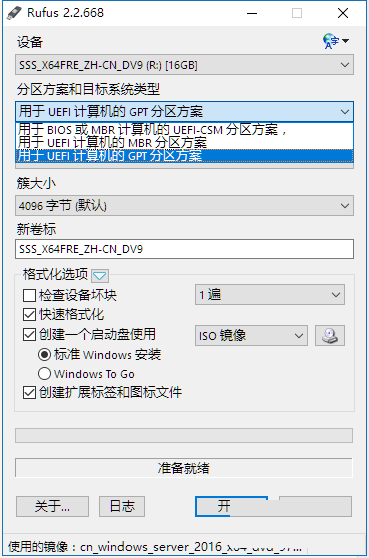 Rufus 2.2.668
设备
SSS_X64FRE_ZH-CN_DV9 (R:) [16GB]
分区方案和目标系统类型
用于 UEFI 计算机的 GPT 分区方案
用于 BIOS 或 MBR 计算机的 UEFI-CSM 分区方案，
用于 UEFI 计算机的 MBR 分区方案
用于 UEFI 计算机的 GPT 分区方案
簇大小
4096 字节 (默认)
新卷标
SSS_X64FRE_ZH-CN_DV9
格式化选项
检查设备坏块 1 遍
快速格式化
创建一个启动盘使用 ISO 镜像
标准 Windows 安装
Windows To Go
创建扩展标签和图标文件
准备就绪
关于... 日志 开
使用的镜像：cn_windows_server_2016_x64_dvd_97...